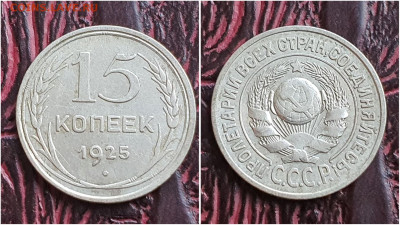 15
КОПЕЕК
1925
ПРОЛЕТАРИИ ВСЕХ СТРАН, СОЕДИНЯЙТЕСЬ!
С.С.С.Р.